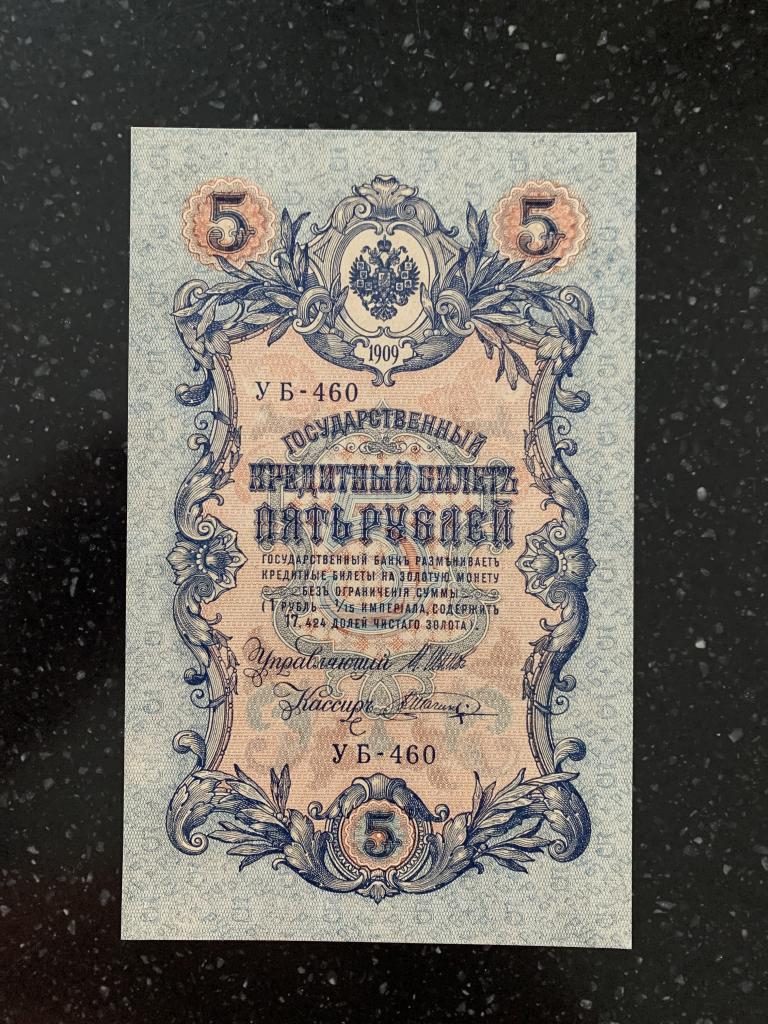 5 5
1909
УБ-460
ГОСУДАРСТВЕННЫЙ
КРЕДИТНЫЙ БИЛЕТЪ
ПЯТЬ РУБЛЕЙ
ГОСУДАРСТВЕННЫЙ БАНКЪ РАЗМѢНИВАЕТЪ
КРЕДИТНЫЕ БИЛЕТЫ НА ЗОЛОТУЮ МОНЕТУ
БЕЗЪ ОГРАНИЧЕНІЯ СУММЫ
(1 РУБЛЬ = 1/15 ИМПЕРІАЛА, СОДЕРЖИТЪ
17,424 ДОЛЕЙ ЧИСТАГО ЗОЛОТА).
Управляющій
Кассиръ
УБ-460
5